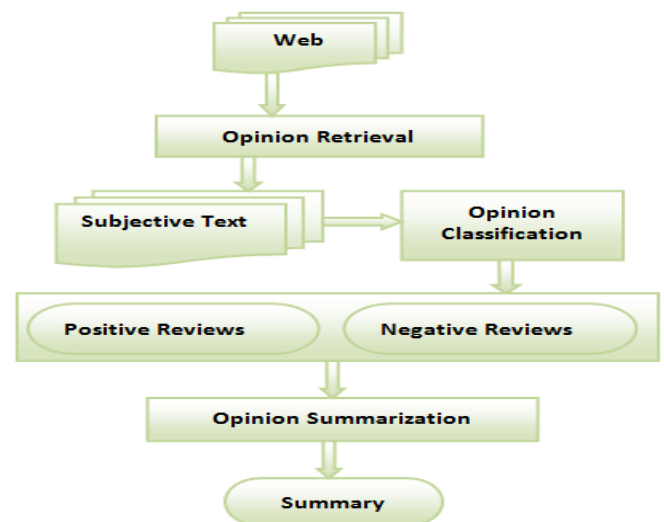 Web
Opinion Retrieval
Subjective Text
Opinion
Classification
Positive Reviews
Negative Reviews
Opinion Summarization
Summary